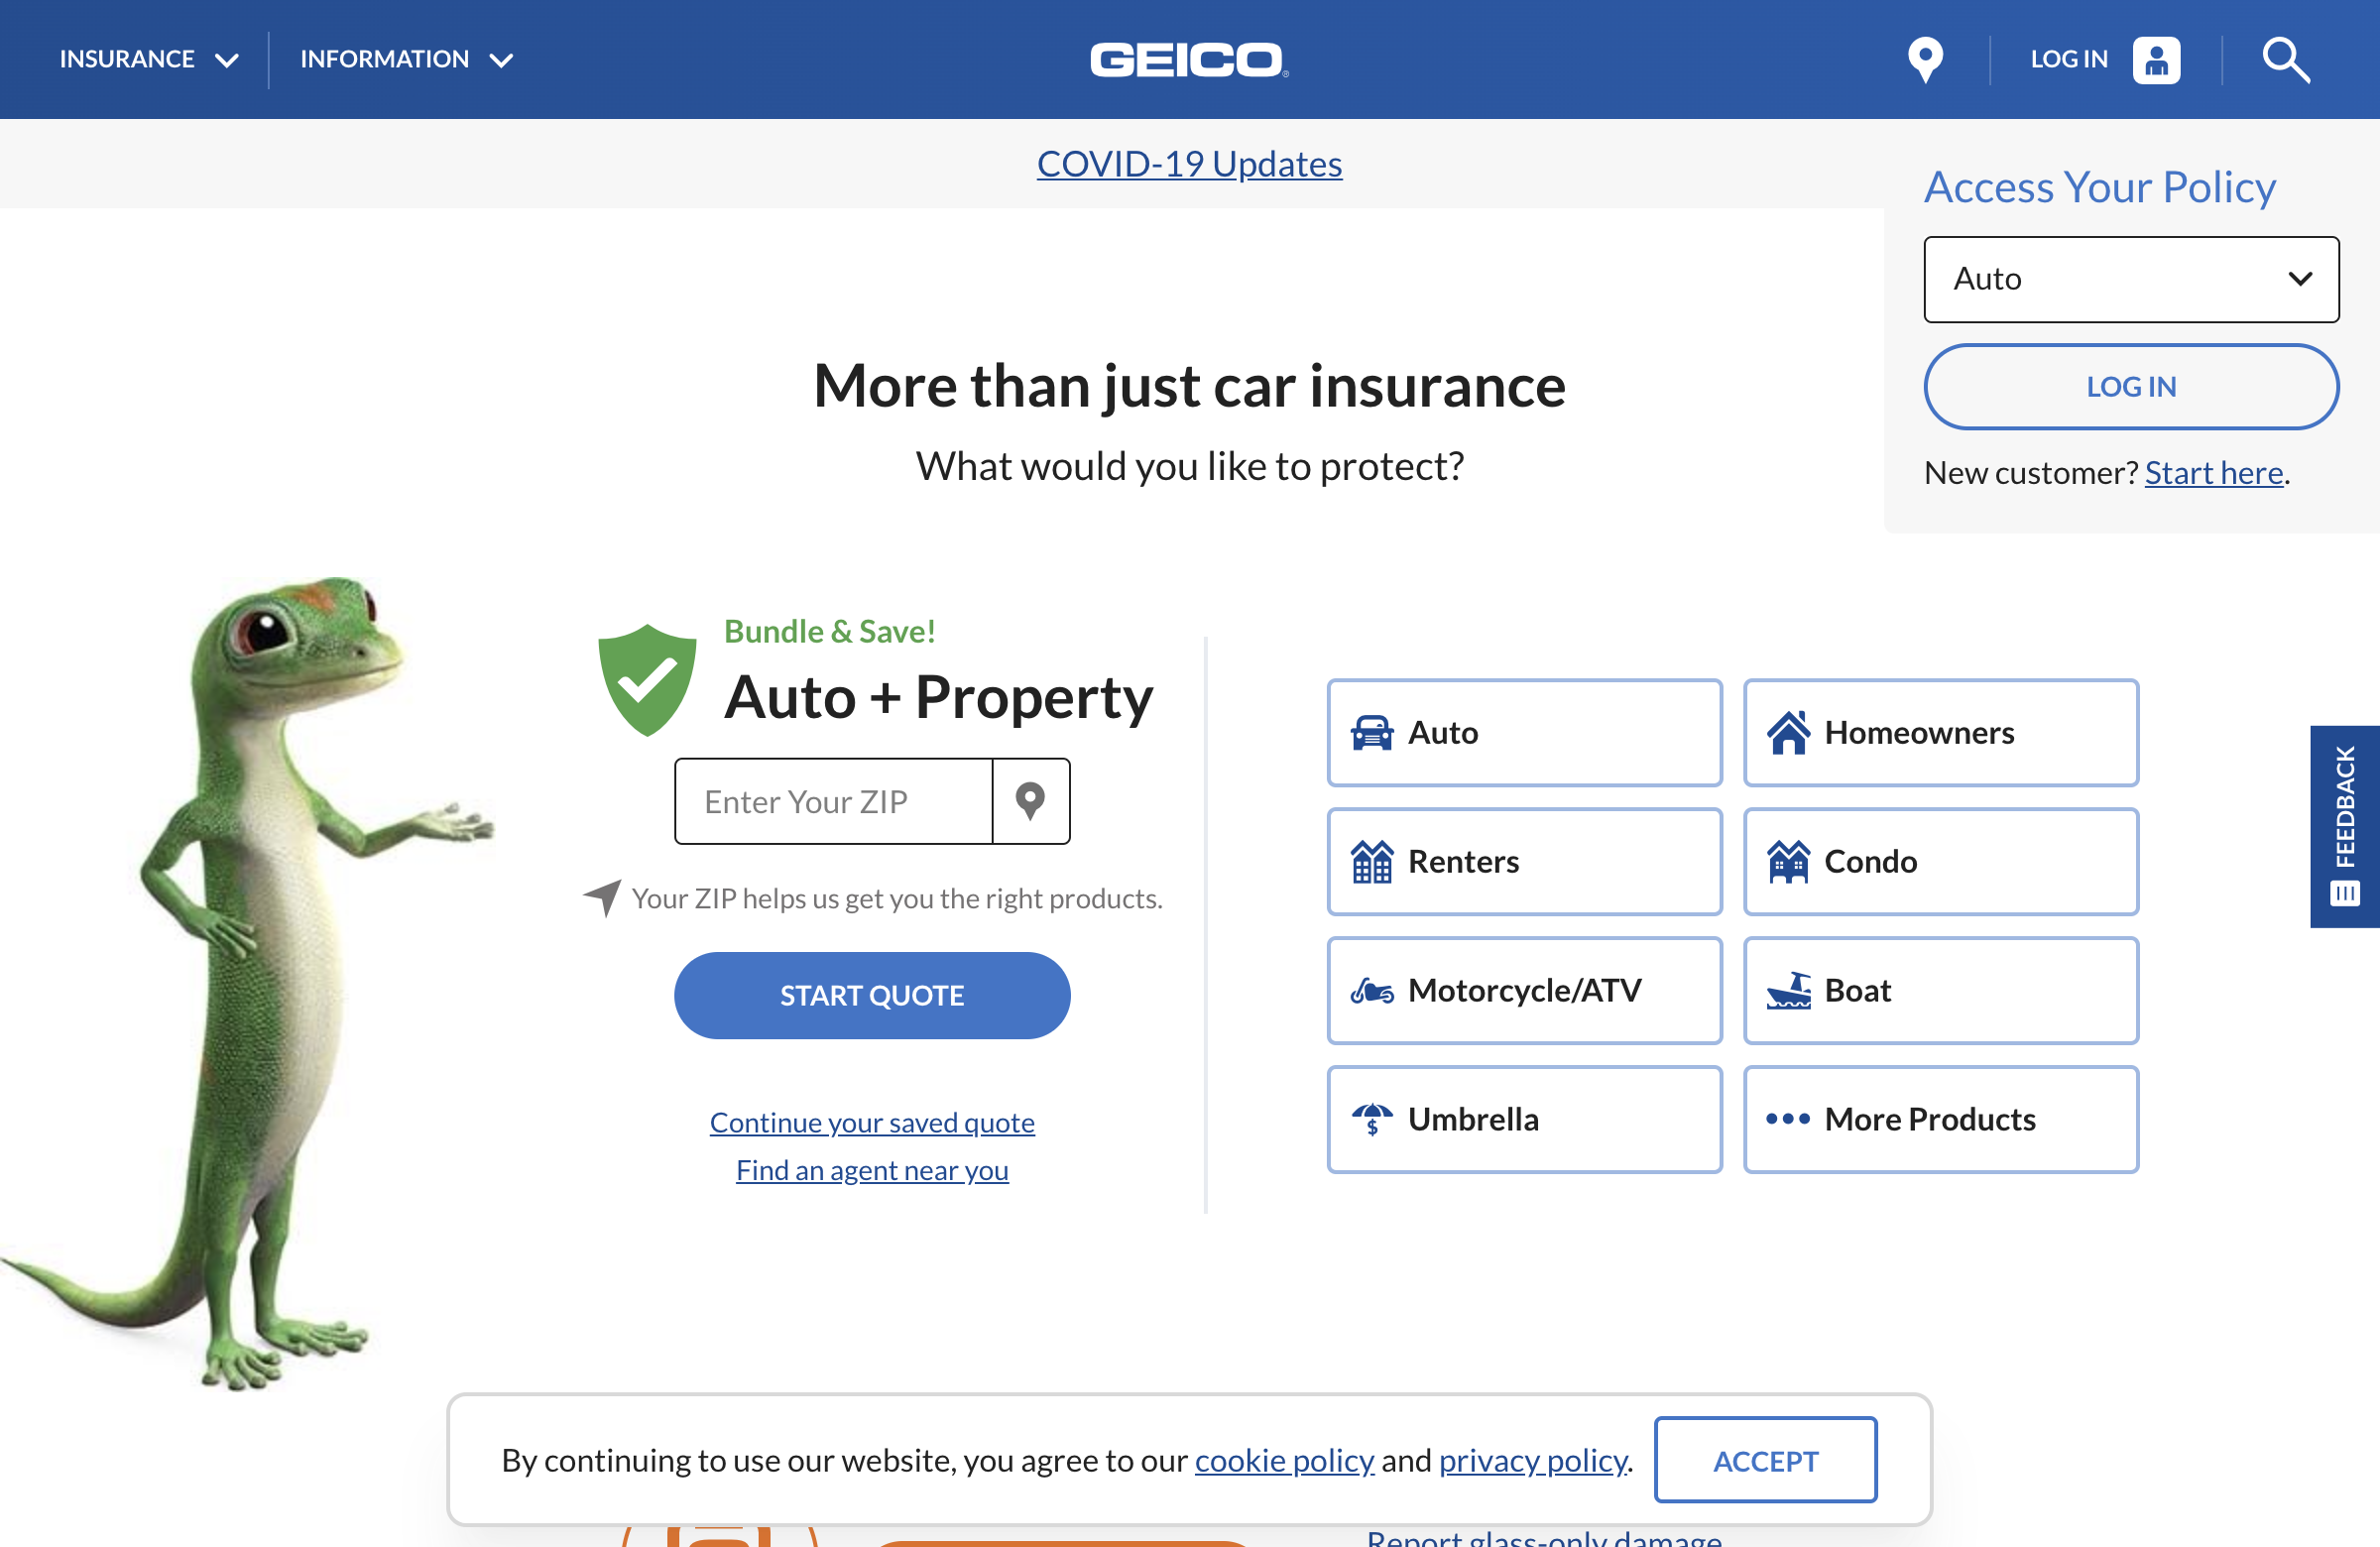 INSURANCE
INFORMATION
GEICO
LOG IN
COVID-19 Updates
Access Your Policy
Auto
LOG IN
New customer? Start here.
More than just car insurance
What would you like to protect?
Bundle & Save!
Auto + Property
Enter Your ZIP
Your ZIP helps us get you the right products.
START QUOTE
Continue your saved quote
Find an agent near you
Auto
Homeowners
Renters
Condo
Motorcycle/ATV
Boat
Umbrella
More Products
FEEDBACK
By continuing to use our website, you agree to our cookie policy and privacy policy.
ACCEPT
Report glass-only damage